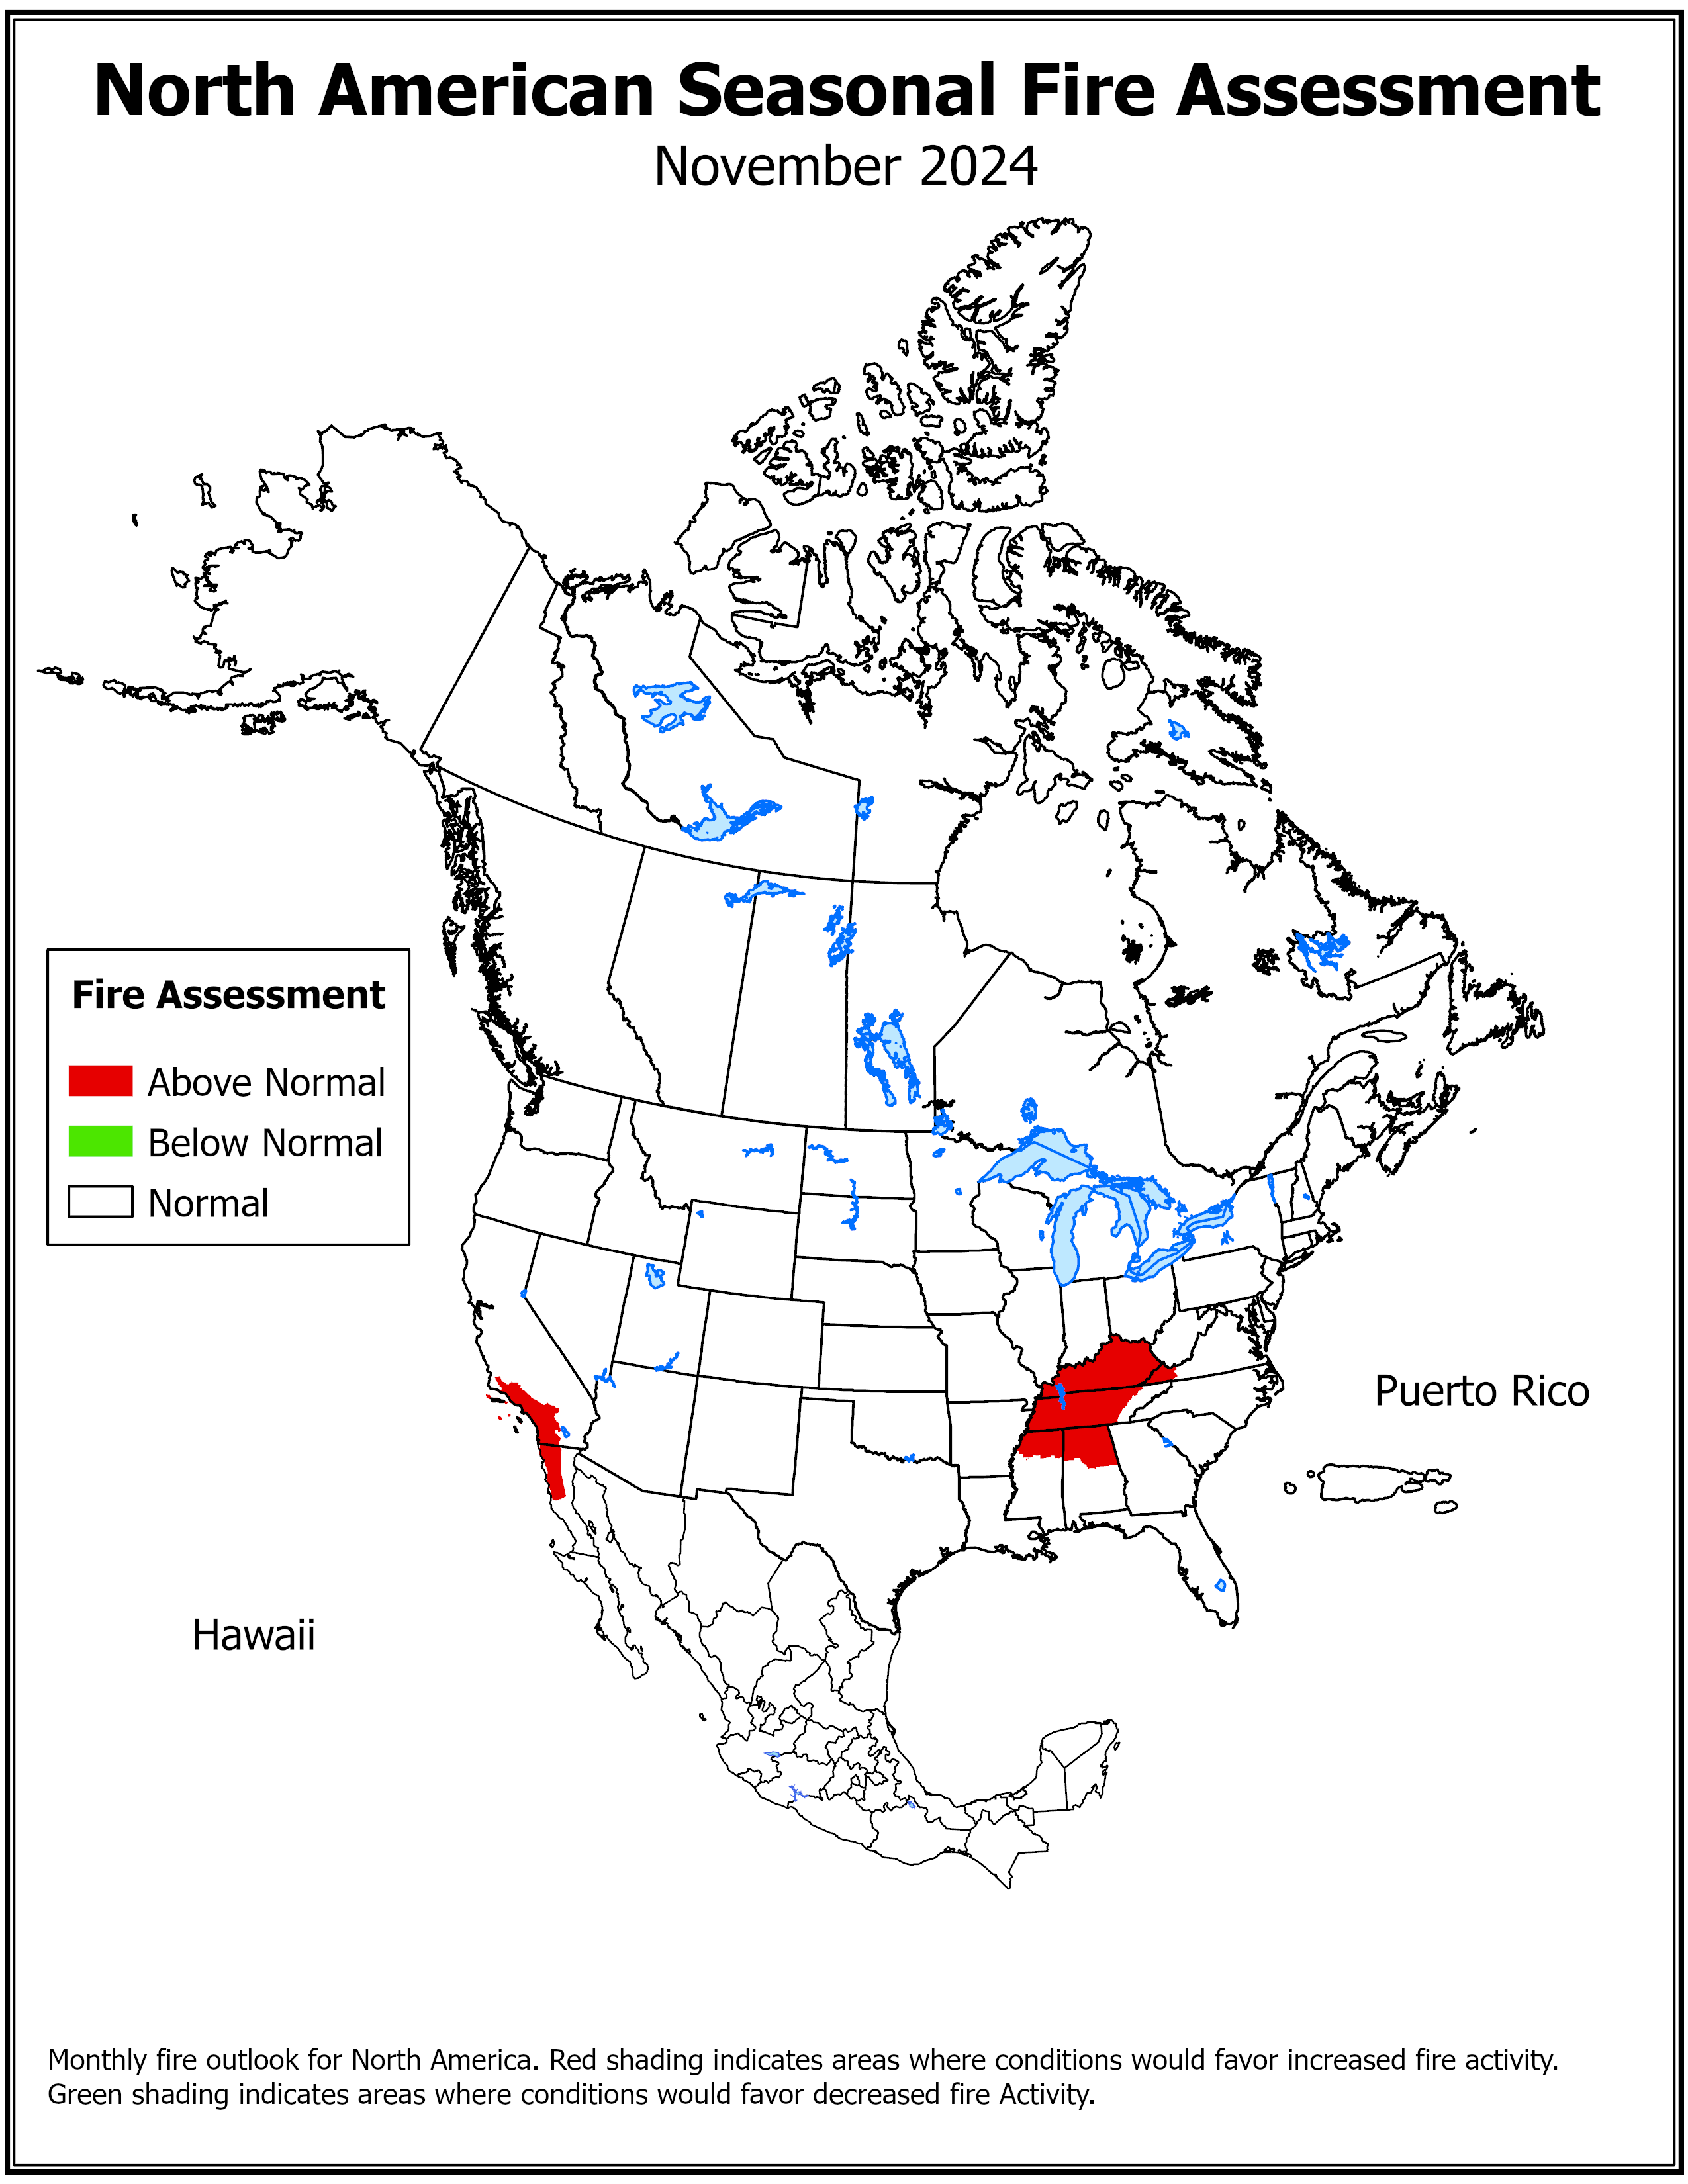 North American Seasonal Fire Assessment
November 2024
Fire Assessment
Above Normal
Below Normal
Normal
Puerto Rico
Hawaii
Monthly fire outlook for North America. Red shading indicates areas where conditions would favor increased fire activity.
Green shading indicates areas where conditions would favor decreased fire Activity.